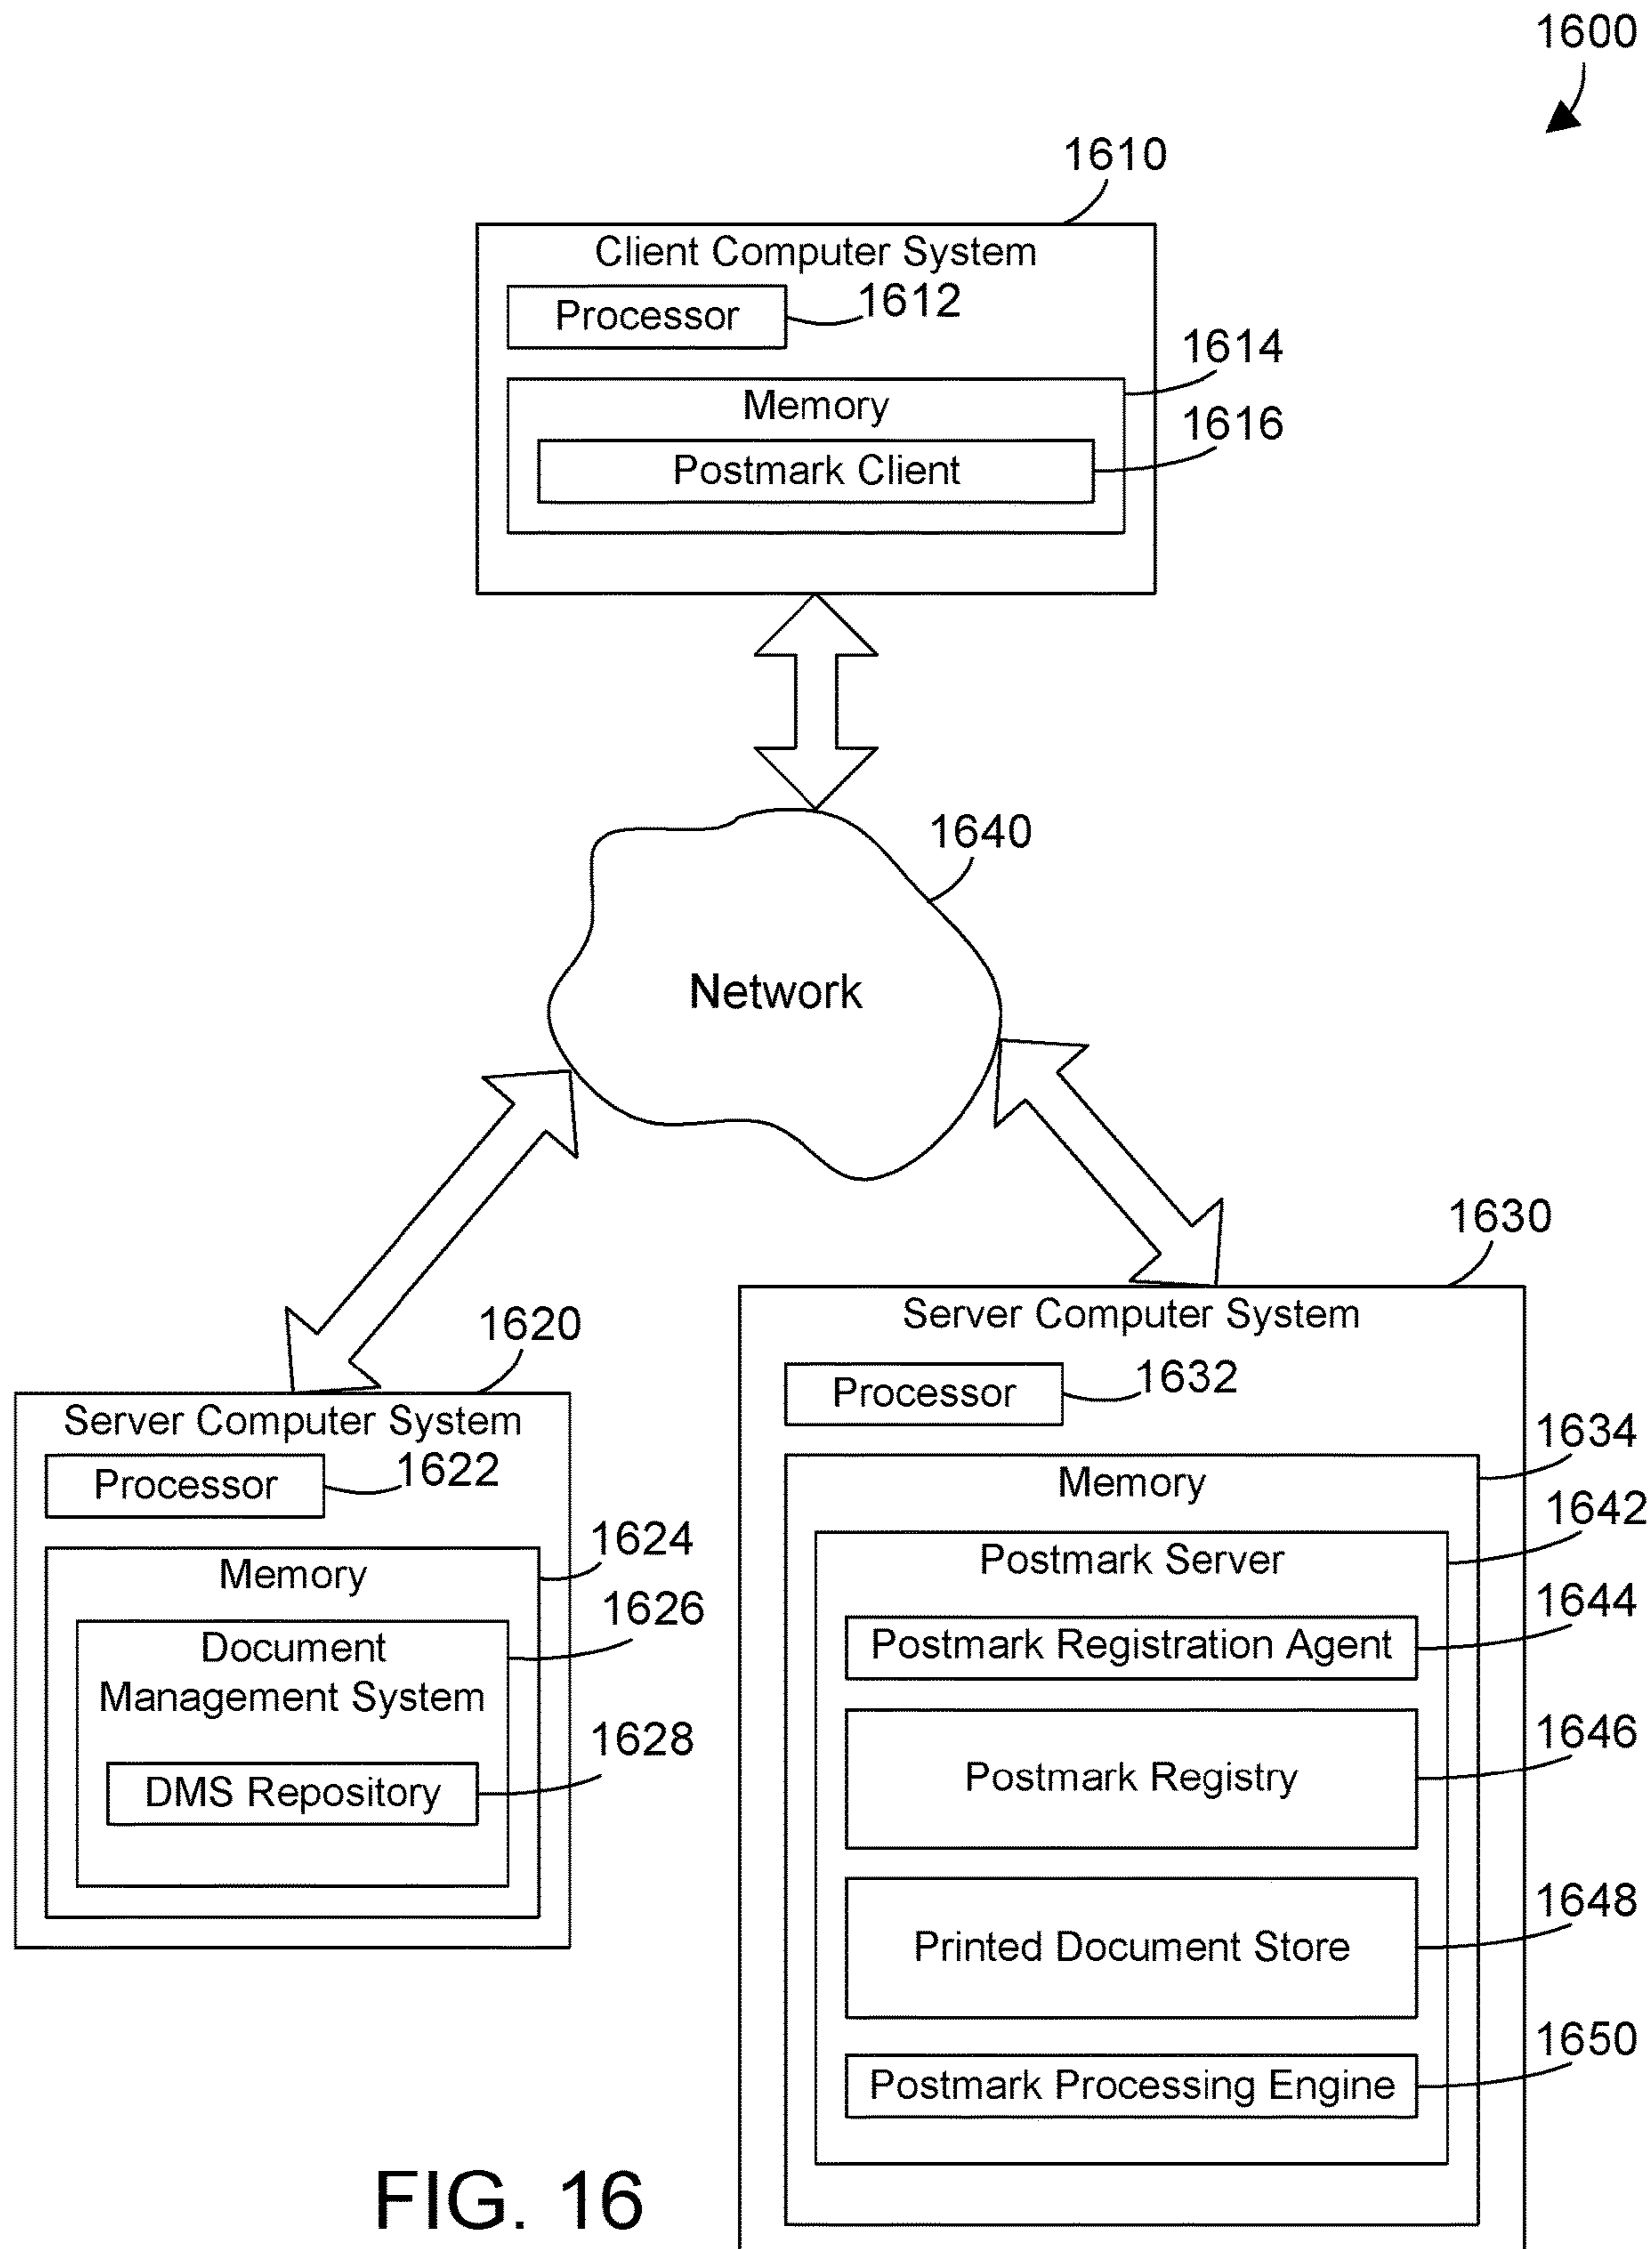 1600
1610
Client Computer System
Processor
1612
1614
Memory
1616
Postmark Client
1640
Network
1630
Server Computer System
1620
Processor
1632
Server Computer System
1634
Processor
1622
Memory
1642
1624
Postmark Server
Memory
1626
1644
Document
Management System
Postmark Registration Agent
1628
1646
DMS Repository
Postmark Registry
1648
Printed Document Store
1650
Postmark Processing Engine
FIG. 16